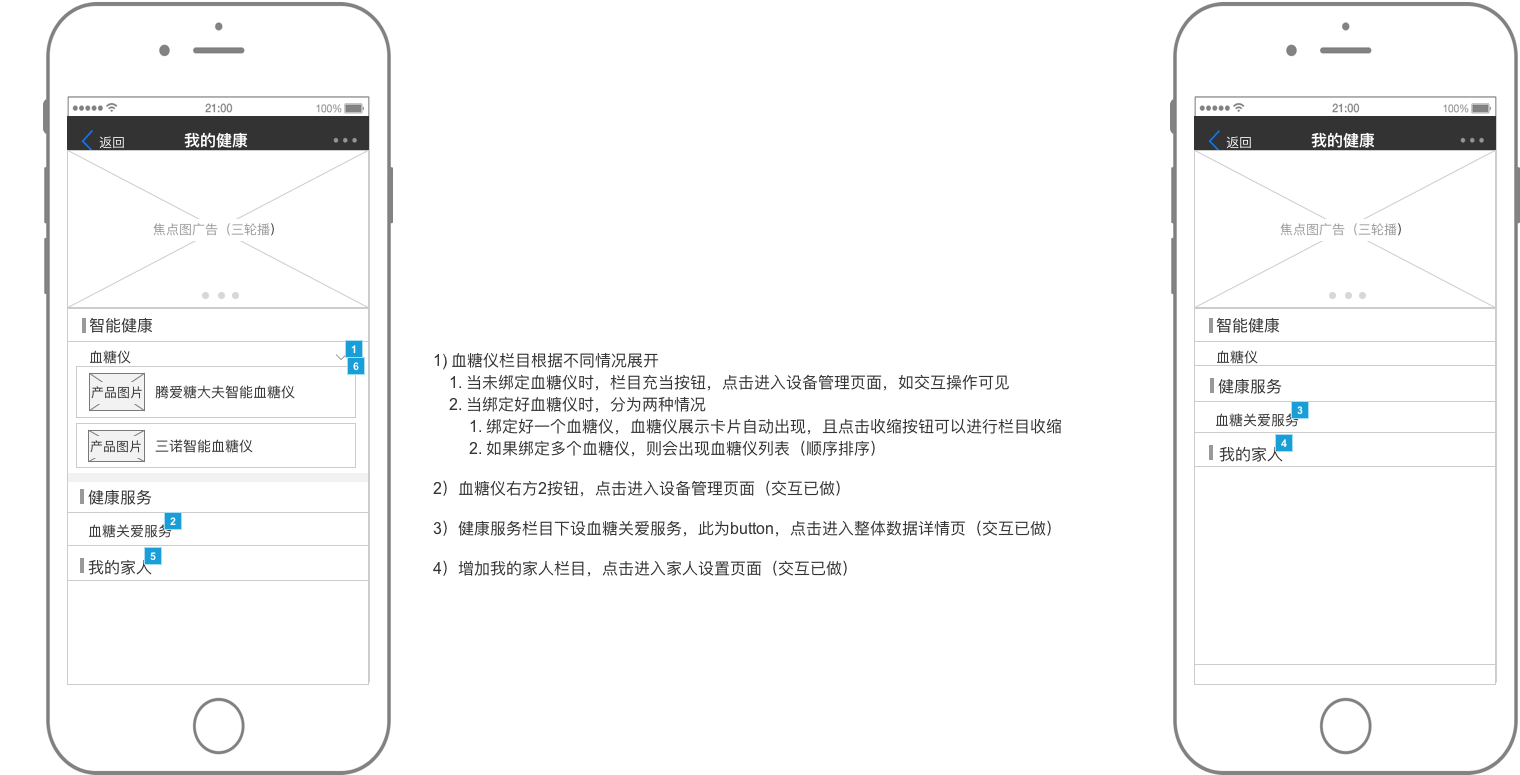 21:00
100%
返回
我的健康
焦点图广告（三轮播)
智能健康
血糖仪
1
6
产品图片
腾爱糖大夫智能血糖仪
产品图片
三诺智能血糖仪
健康服务
血糖关爱服务
2
我的家人
5
1) 血糖仪栏目根据不同情况展开
1. 当未绑定血糖仪时，栏目充当按钮，点击进入设备管理页面，如交互操作可见
2. 当绑定好血糖仪时，分为两种情况
1. 绑定好一个血糖仪，血糖仪展示卡片自动出现，且点击收缩按钮可以进行栏目收缩
2. 如果绑定多个血糖仪，则会出现血糖仪列表（顺序排序）
2）血糖仪右方2按钮，点击进入设备管理页面（交互已做）
3）健康服务栏目下设血糖关爱服务，此为button，点击进入整体数据详情页（交互已做）
4）增加我的家人栏目，点击进入家人设置页面（交互已做）
21:00
100%
返回
我的健康
焦点图广告（三轮播)
智能健康
血糖仪
健康服务
血糖关爱服务
3
我的家人
4